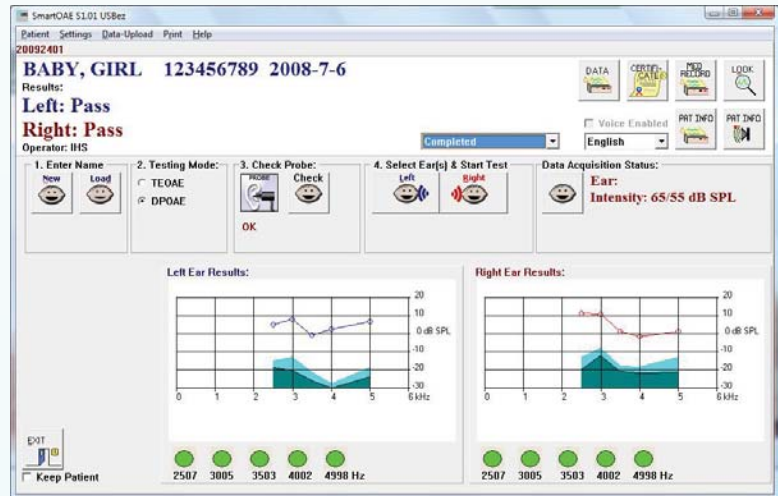 SmartOAE S1.01 USBez
Patient Settings Data-Upload Print Help
20092401
BABY, GIRL 123456789 2008-7-6
Results:
Left: Pass
Right: Pass
Operator: IHS
DATA
CERTIFI-CATE
MED RECORD
LOOK
Completed
Voice Enabled
English
PAT INFO
PAT INFO
1. Enter Name
New Load
2. Testing Mode:
TEOAE
DPOAE
3. Check Probe:
PROBE Check
OK
4. Select Ear(s) & Start Test
Left Right
Data Acquisition Status:
Ear:
Intensity: 65/55 dB SPL
Left Ear Results:
20
10
0 dB SPL
-10
-20
-30
0 1 2 3 4 5 6 kHz
2507 3005 3503 4002 4998 Hz
Right Ear Results:
20
10
0 dB SPL
-10
-20
-30
0 1 2 3 4 5 6 kHz
2507 3005 3503 4002 4998 Hz
EXIT
Keep Patient